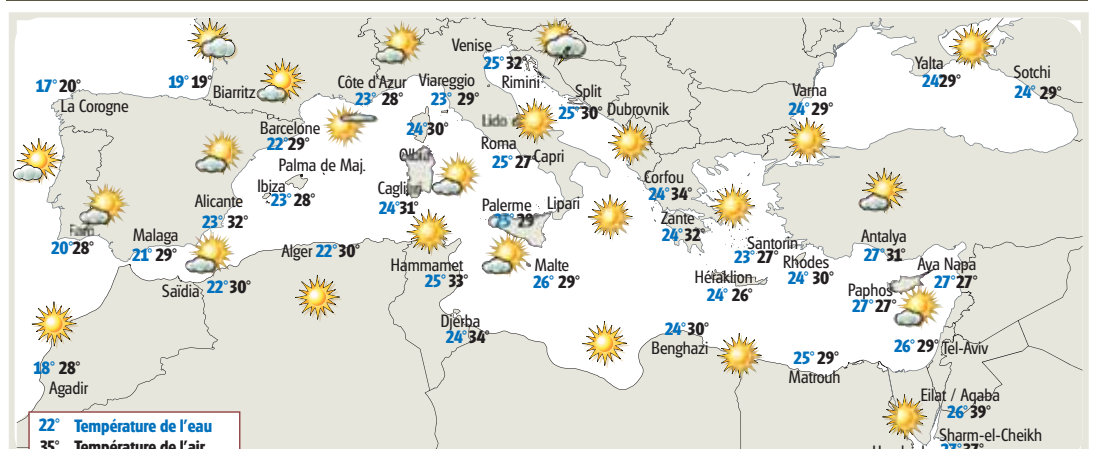 Venise
25° 32°
Rimini
17° 20°
La Corogne
19° 19°
Biarritz
Côte d'Azur
23° 28°
Viareggio
23° 29°
Split
25° 30°
Dubrovnik
Varna
24° 29°
Yalta
24 29°
Sotchi
24° 29°
Barcelone
22° 29°
24° 30°
Olbia
Lido
Roma
25° 27°
Capri
Palma de Maj.
Ibiza
23° 28°
Cagliari
24° 31°
Corfou
24° 34°
Alicante
23° 32°
Palerme
29°
Lipari
Zante
24° 32°
Faro
20° 28°
Malaga
21° 29°
Alger 22° 30°
Santorin
23° 27°
Antalya
27° 31°
Saïdia 22° 30°
Hammamet
25° 33°
Malte
26° 29°
Héraklion
24° 26°
Rhodes
24° 30°
Aya Napa
27° 27°
Paphos
27° 27°
Djerba
24° 34°
24° 30°
Benghazi
25° 29°
Matrouh
26° 29° Tel-Aviv
18° 28°
Agadir
Eilat / Aqaba
26° 39°
Sharm-el-Cheikh
27° 37°
22° Température de l'eau
35° Température de l'air